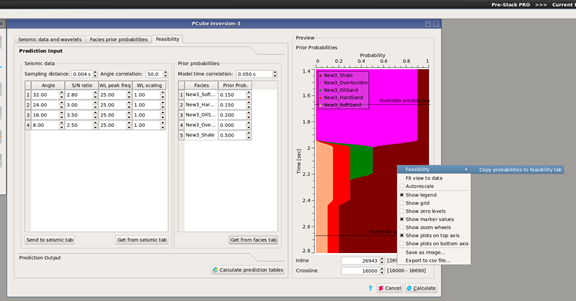 Pre-Stack PRO >>> Current
PCube Inversion-3
Seismic data and wavelets Facies prior probabilities Feasibility
Prediction Input
Seismic data
Sampling distance: 0.004 s Angle correlation: 50.0
Angle S/N ratio WL peak freq WL scaling
1 32.00 2.80 25.00 1.00
2 24.00 3.00 25.00 1.00
3 16.00 3.50 25.00 1.00
4 8.00 2.50 25.00 1.00
Send to seismic tab Get from seismic tab
Prior probabilities
Model time correlation: 0.050 s
Facies Prior Prob.
1 New3_Soft... 0.150
2 New3_Har... 0.150
3 New3_OilS... 0.200
4 New3_Ove... 0.000
5 New3_Shale 0.500
Get from facies tab
Prediction Output
Calculate prediction tables
Preview
Prior Probabilities
Probability
0 0.2 0.4 0.6 0.8 1
New3_Shale
New3_Overburden
New3_OilSand
New3_HardSand
New3_SoftSand
Time [sec]
1.4
1.6
1.8
2
2.2
2.4
2.6
2.8
Feasibility
Copy probabilities to feasibility tab
Fit view to data
Autorescale
Show legend
Show grid
Show zero levels
Show marker values
Show zoom wheels
Show plots on top axis
Show plots on bottom axis
Save as image...
Export to csv file...
Inline 26943
Crossline 16000 [16000 - 16690]
? Cancel Calculate